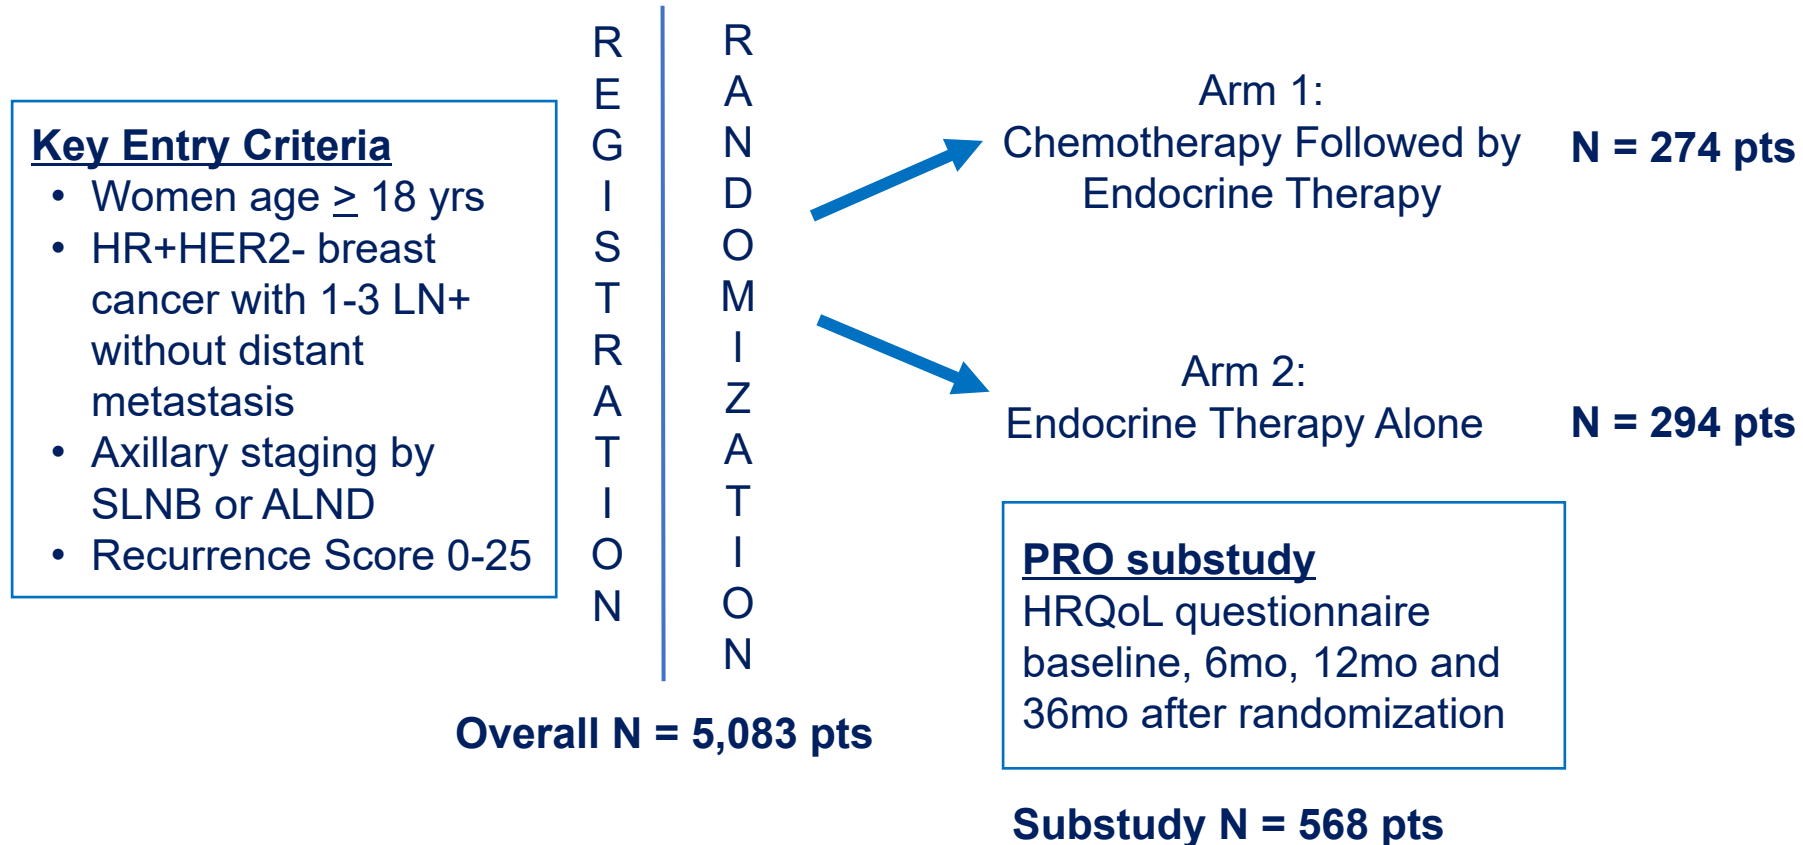 Key Entry Criteria
• Women age ≥ 18 yrs
• HR+HER2- breast
cancer with 1-3 LN+
without distant
metastasis
• Axillary staging by
SLNB or ALND
• Recurrence Score 0-25
R
E
G
I
S
T
R
A
T
I
O
N
R
A
N
D
O
M
I
Z
A
T
I
O
N
Overall N = 5,083 pts
Arm 1:
Chemotherapy Followed by
Endocrine Therapy
N = 274 pts
Arm 2:
Endocrine Therapy Alone
N = 294 pts
PRO substudy
HRQoL questionnaire
baseline, 6mo, 12mo and
36mo after randomization
Substudy N = 568 pts